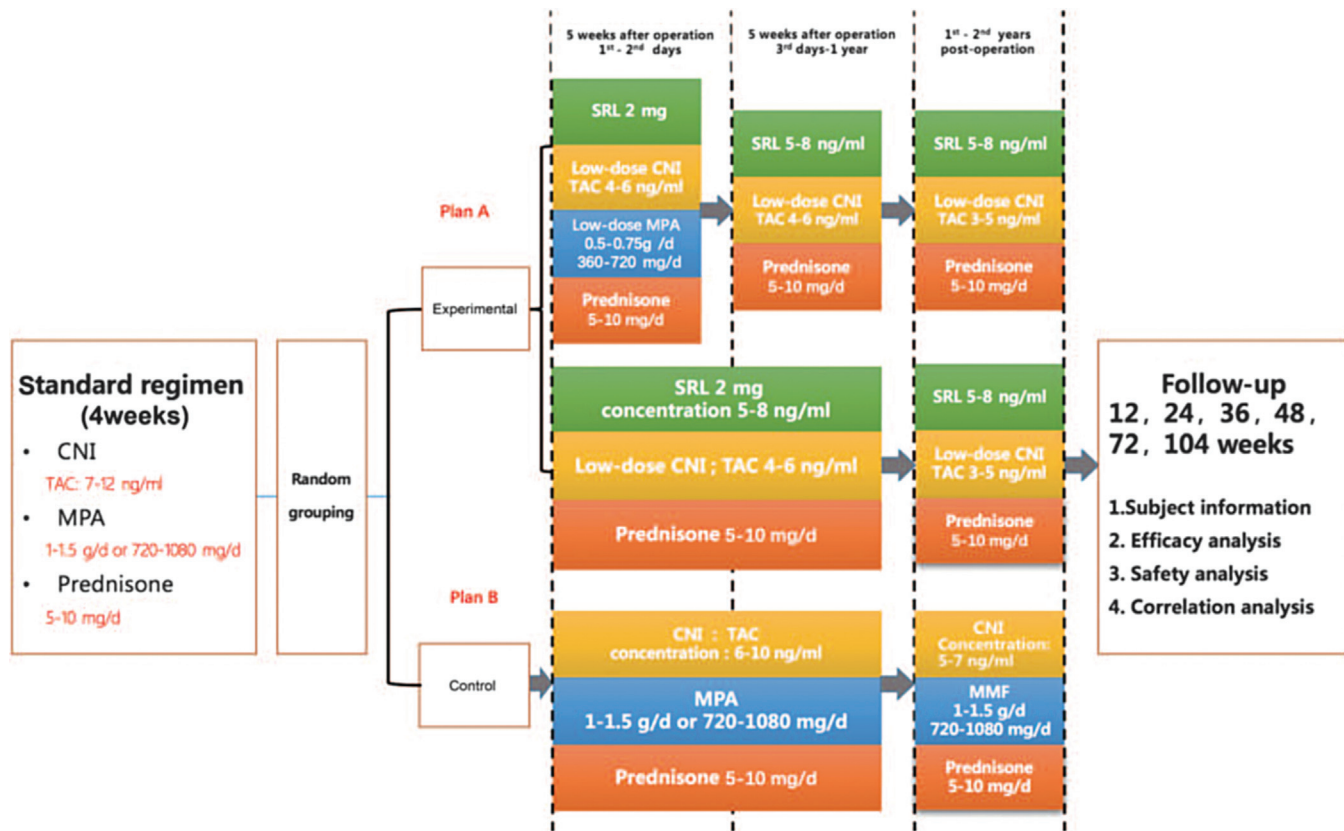 5 weeks after operation
1st - 2nd days
5 weeks after operation
3rd days-1 year
1st - 2nd years
post-operation
SRL 2 mg
Low-dose CNI
TAC 4-6 ng/ml
Low-dose MPA
0.5-0.75g /d
360-720 mg/d
Prednisone
5-10 mg/d
SRL 5-8 ng/ml
Low-dose CNI
TAC 4-6 ng/ml
Prednisone
5-10 mg/d
SRL 5-8 ng/ml
Low-dose CNI
TAC 3-5 ng/ml
Prednisone
5-10 mg/d
Plan A
Experimental
Standard regimen
(4weeks)
• CNI
TAC: 7-12 ng/ml
• MPA
1-1.5 g/d or 720-1080 mg/d
• Prednisone
5-10 mg/d
Random
grouping
SRL 2 mg
concentration 5-8 ng/ml
Low-dose CNI ; TAC 4-6 ng/ml
Prednisone 5-10 mg/d
SRL 5-8 ng/ml
Low-dose CNI
TAC 3-5 ng/ml
Prednisone
5-10 mg/d
Plan B
Control
CNI : TAC
concentration : 6-10 ng/ml
MPA
1-1.5 g/d or 720-1080 mg/d
Prednisone 5-10 mg/d
CNI
Concentration:
5-7 ng/ml
MMF
1-1.5 g/d
720-1080 mg/d
Prednisone
5-10 mg/d
Follow-up
12, 24, 36, 48,
72, 104 weeks
1.Subject information
2. Efficacy analysis
3. Safety analysis
4. Correlation analysis